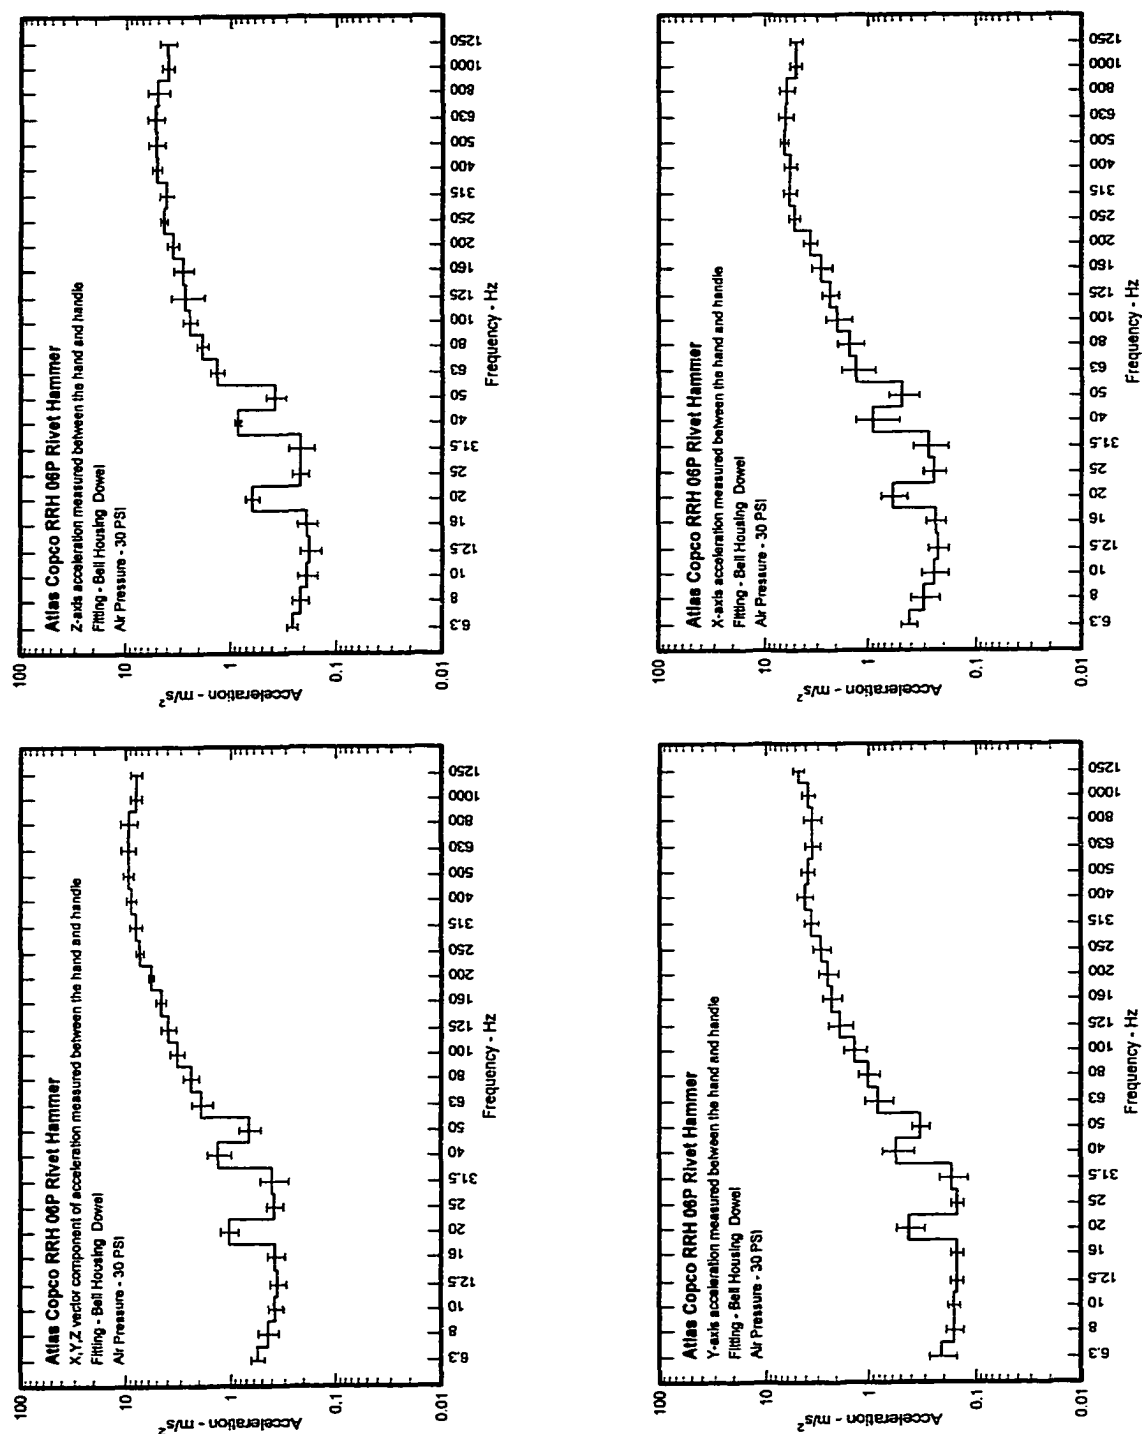 Atlas Copco RRH 06P Rivet Hammer
X,Y,Z vector component of acceleration measured between the hand and handle
Fitting - Bell Housing Dowel
Air Pressure - 30 PSI
100
10
1
0.1
0.01
Acceleration - m/s²
6.3 8 10 12.5 16 20 25 31.5 40 50 63 80 100 125 160 200 250 315 400 500 630 800 1000 1250
Frequency - Hz
Atlas Copco RRH 06P Rivet Hammer
Z-axis acceleration measured between the hand and handle
Fitting - Bell Housing Dowel
Air Pressure - 30 PSI
100
10
1
0.1
0.01
Acceleration - m/s²
6.3 8 10 12.5 16 20 25 31.5 40 50 63 80 100 125 160 200 250 315 400 500 630 800 1000 1250
Frequency - Hz
Atlas Copco RRH 06P Rivet Hammer
Y-axis acceleration measured between the hand and handle
Fitting - Bell Housing Dowel
Air Pressure - 30 PSI
100
10
1
0.1
0.01
Acceleration - m/s²
6.3 8 10 12.5 16 20 25 31.5 40 50 63 80 100 125 160 200 250 315 400 500 630 800 1000 1250
Frequency - Hz
Atlas Copco RRH 06P Rivet Hammer
X-axis acceleration measured between the hand and handle
Fitting - Bell Housing Dowel
Air Pressure - 30 PSI
100
10
1
0.1
0.01
Acceleration - m/s²
6.3 8 10 12.5 16 20 25 31.5 40 50 63 80 100 125 160 200 250 315 400 500 630 800 1000 1250
Frequency - Hz